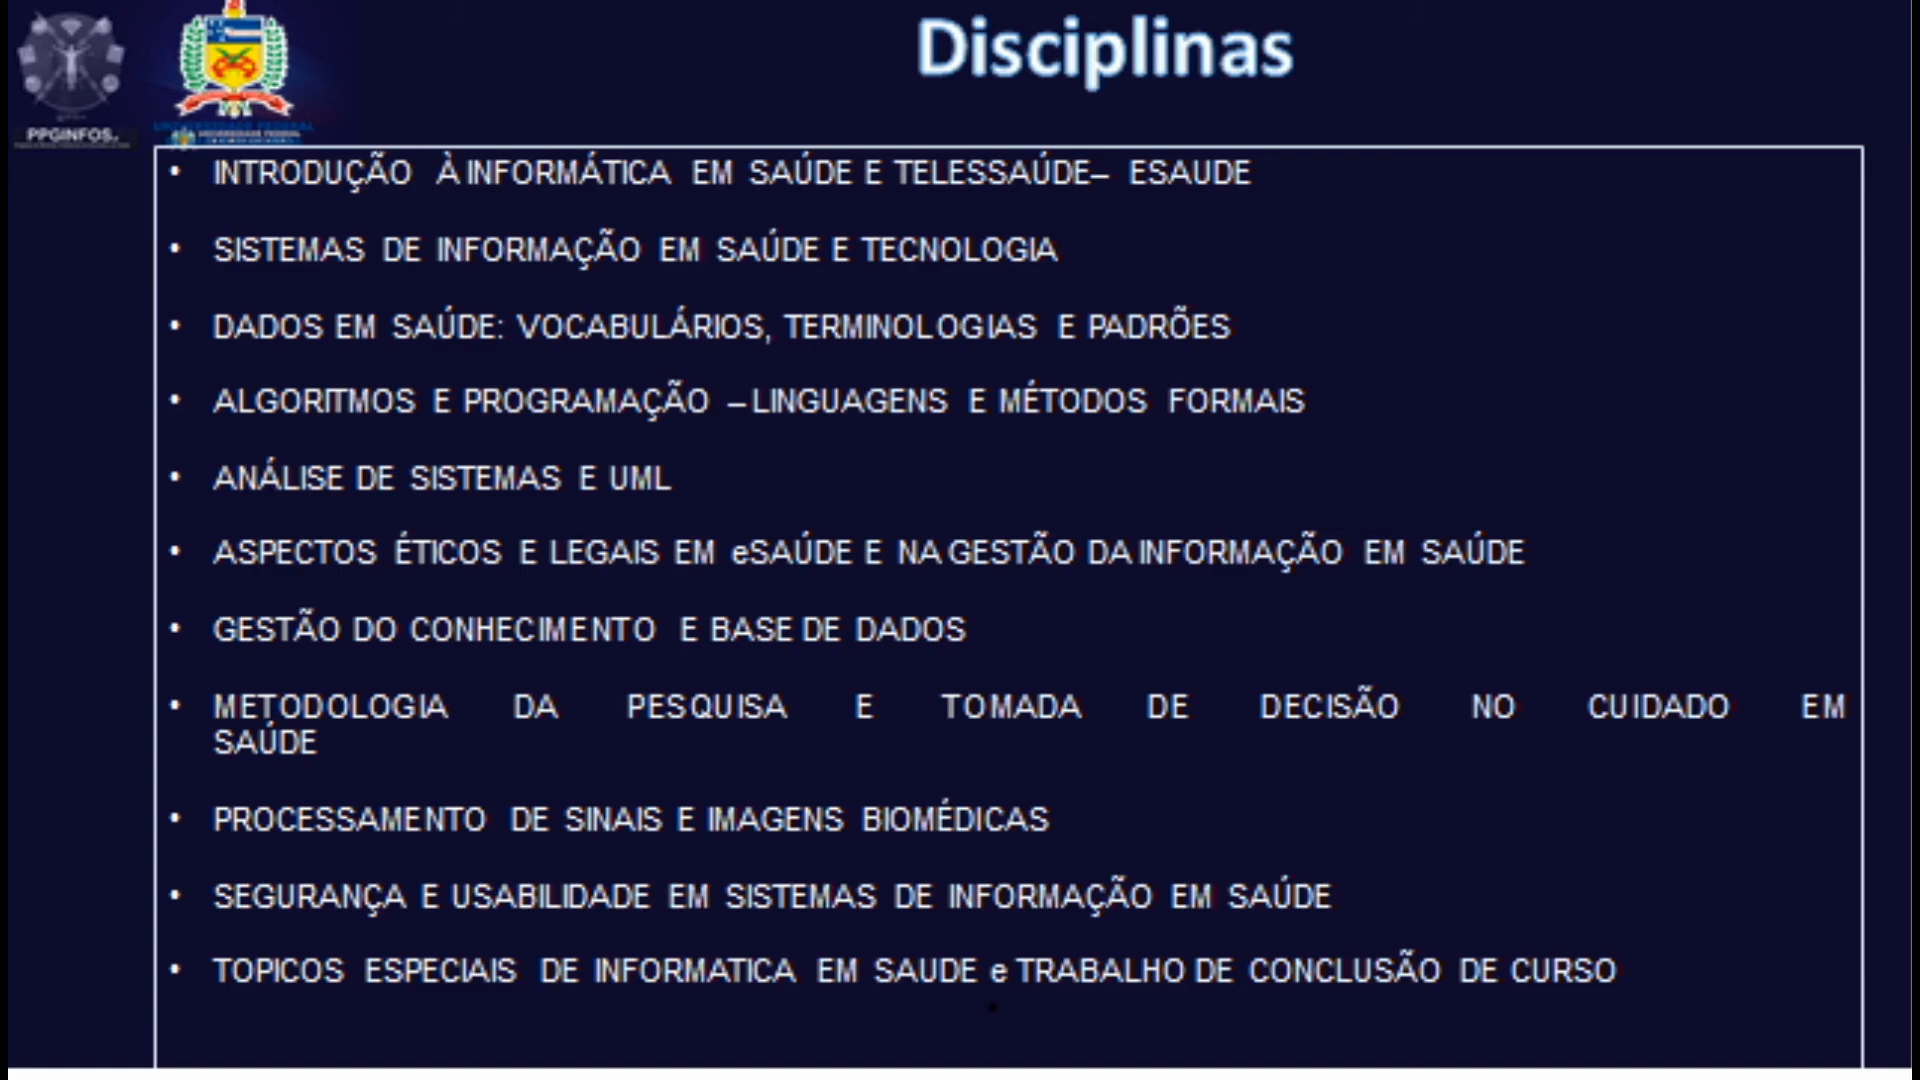 Disciplinas
PPGINFOS.
UNIVERSIDADE FEDERAL
• INTRODUÇÃO À INFORMÁTICA EM SAÚDE E TELESSAÚDE– ESAUDE
• SISTEMAS DE INFORMAÇÃO EM SAÚDE E TECNOLOGIA
• DADOS EM SAÚDE: VOCABULÁRIOS, TERMINOLOGIAS E PADRÕES
• ALGORITMOS E PROGRAMAÇÃO – LINGUAGENS E MÉTODOS FORMAIS
• ANÁLISE DE SISTEMAS E UML
• ASPECTOS ÉTICOS E LEGAIS EM eSAÚDE E NA GESTÃO DA INFORMAÇÃO EM SAÚDE
• GESTÃO DO CONHECIMENTO E BASE DE DADOS
• METODOLOGIA DA PESQUISA E TOMADA DE DECISÃO NO CUIDADO EM
SAÚDE
• PROCESSAMENTO DE SINAIS E IMAGENS BIOMÉDICAS
• SEGURANÇA E USABILIDADE EM SISTEMAS DE INFORMAÇÃO EM SAÚDE
• TOPICOS ESPECIAIS DE INFORMATICA EM SAUDE e TRABALHO DE CONCLUSÃO DE CURSO